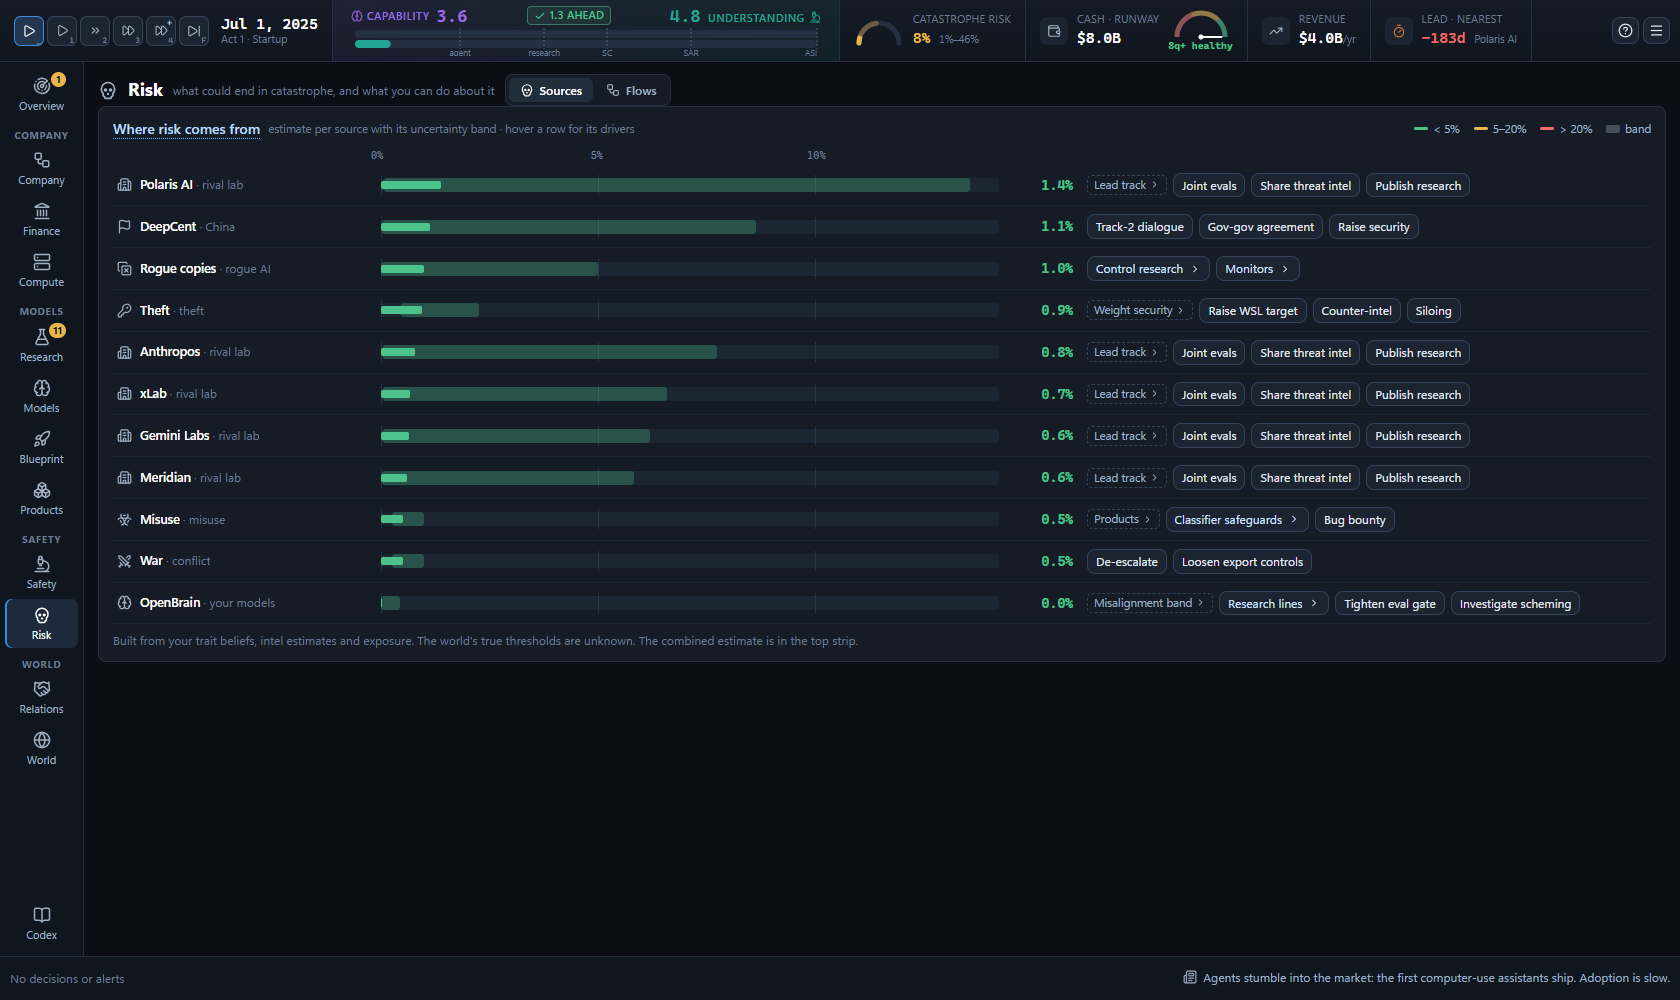 1 2 3 4 F
Jul 1, 2025
Act 1 · Startup
CAPABILITY 3.6
1.3 AHEAD
4.8 UNDERSTANDING
agent research SC SAR ASI
CATASTROPHE RISK
8% 1%–46%
CASH · RUNWAY
$8.0B
8q+ healthy
REVENUE
$4.0B/yr
LEAD · NEAREST
−183d Polaris AI
1
Overview
COMPANY
Company
Finance
Compute
MODELS
11
Research
Models
Blueprint
Products
SAFETY
Safety
Risk
WORLD
Relations
World
Codex
Risk what could end in catastrophe, and what you can do about it Sources Flows
Where risk comes from estimate per source with its uncertainty band · hover a row for its drivers < 5% 5–20% > 20% band
0% 5% 10%
Polaris AI · rival lab 1.4% Lead track › Joint evals Share threat intel Publish research
DeepCent · China 1.1% Track-2 dialogue Gov-gov agreement Raise security
Rogue copies · rogue AI 1.0% Control research › Monitors ›
Theft · theft 0.9% Weight security › Raise WSL target Counter-intel Siloing
Anthropos · rival lab 0.8% Lead track › Joint evals Share threat intel Publish research
xLab · rival lab 0.7% Lead track › Joint evals Share threat intel Publish research
Gemini Labs · rival lab 0.6% Lead track › Joint evals Share threat intel Publish research
Meridian · rival lab 0.6% Lead track › Joint evals Share threat intel Publish research
Misuse · misuse 0.5% Products › Classifier safeguards › Bug bounty
War · conflict 0.5% De-escalate Loosen export controls
OpenBrain · your models 0.0% Misalignment band › Research lines › Tighten eval gate Investigate scheming
Built from your trait beliefs, intel estimates and exposure. The world's true thresholds are unknown. The combined estimate is in the top strip.
No decisions or alerts
Agents stumble into the market: the first computer-use assistants ship. Adoption is slow.